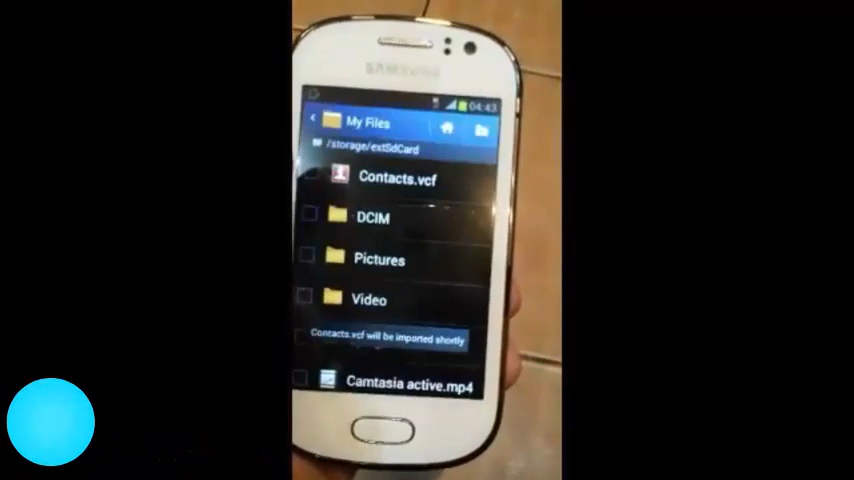 SAMSUNG
04:43
My Files
/storage/extSdCard
Contacts.vcf
DCIM
Pictures
Video
Contacts.vcf will be imported shortly
Camtasia active.mp4